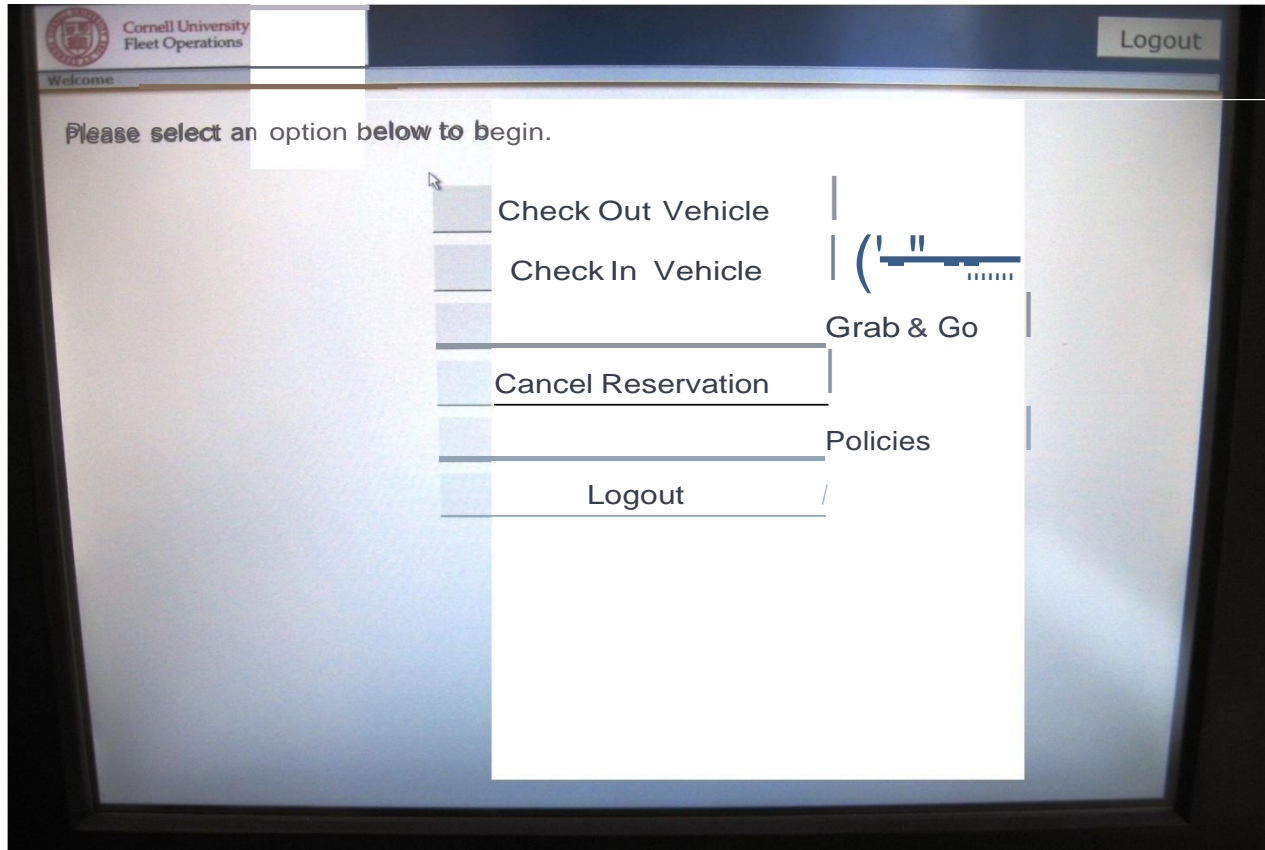 Cornell University
Fleet Operations
Logout
Welcome
Please select an option below to begin.
Check Out Vehicle
Check In Vehicle
Grab & Go
Cancel Reservation
Policies
Logout